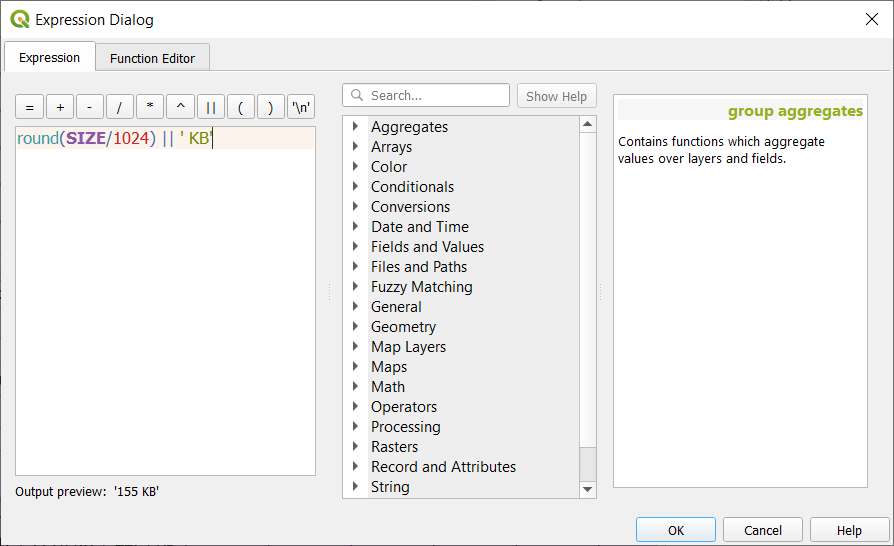 Expression Dialog
Expression
Function Editor
= + - / * ^ || ( ) '\n'
round(SIZE/1024) || ' KB'
Output preview: '155 KB'
Search...
Show Help
Aggregates
Arrays
Color
Conditionals
Conversions
Date and Time
Fields and Values
Files and Paths
Fuzzy Matching
General
Geometry
Map Layers
Maps
Math
Operators
Processing
Rasters
Record and Attributes
String
group aggregates
Contains functions which aggregate
values over layers and fields.
OK
Cancel
Help